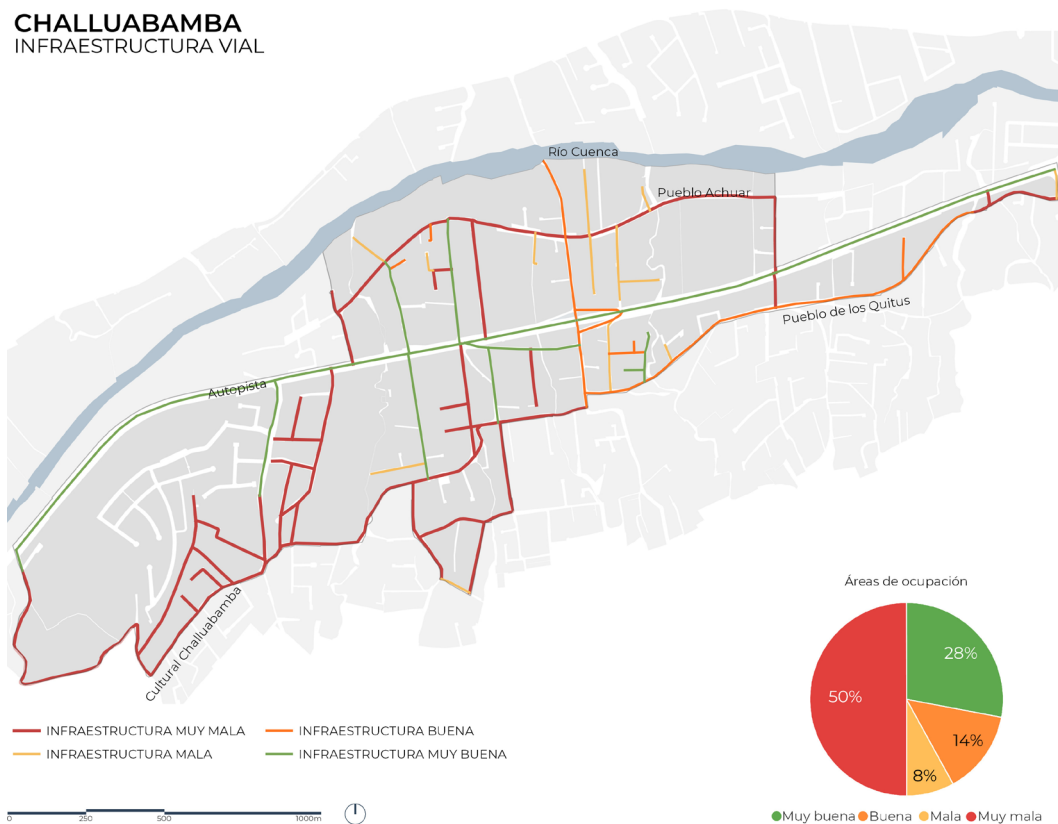 CHALLUABAMBA
INFRAESTRUCTURA VIAL
Río Cuenca
Pueblo Achuar
Pueblo de los Quitus
Autopista
Cultural Challuabamba
Áreas de ocupación
28%
50%
14%
8%
Muy buena Buena Mala Muy mala
INFRAESTRUCTURA MUY MALA
INFRAESTRUCTURA BUENA
INFRAESTRUCTURA MALA
INFRAESTRUCTURA MUY BUENA
0 250 500 1000m